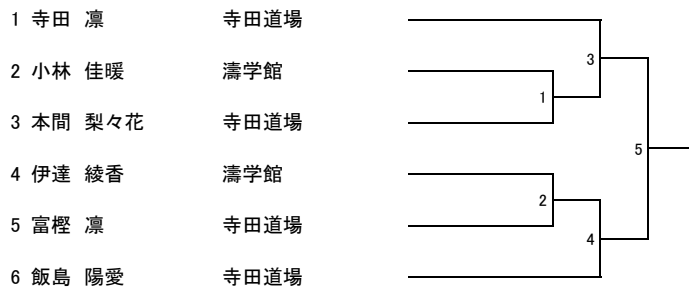 1 寺田 凛 寺田道場
3
2 小林 佳暖 濤学館
1
3 本間 梨々花 寺田道場
5
4 伊達 綾香 濤学館
2
5 富樫 凛 寺田道場
4
6 飯島 陽愛 寺田道場